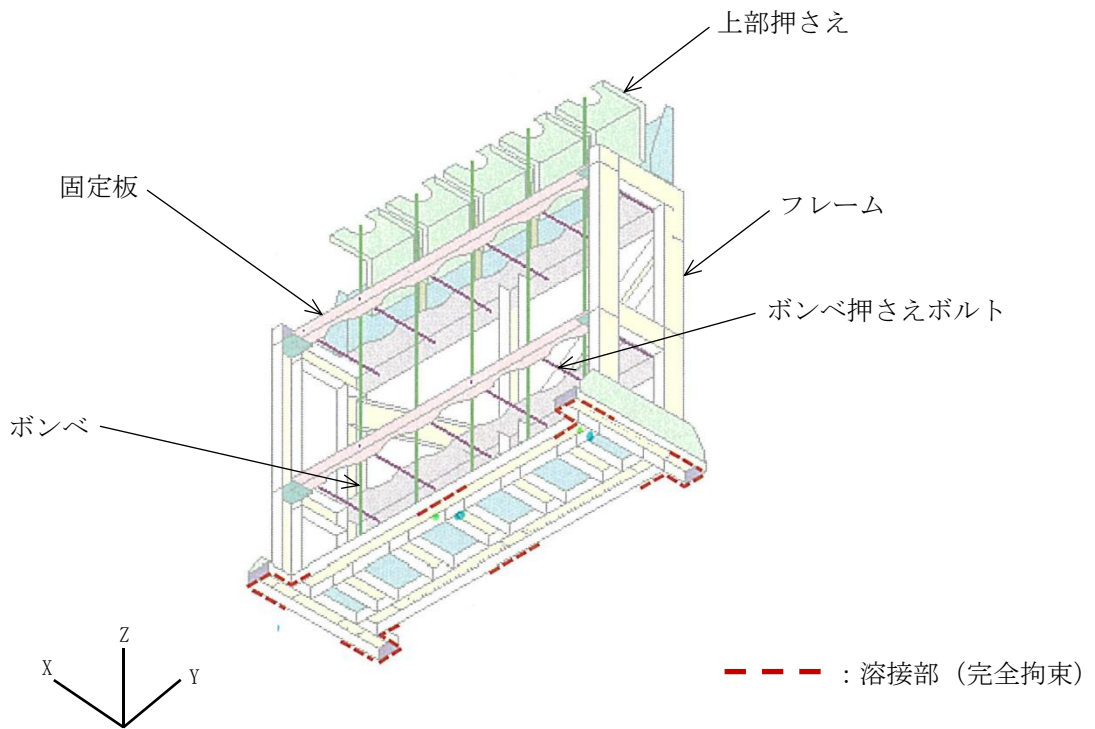 上部押さえ
固定板
フレーム
ボンベ押さえボルト
ボンベ
Z
X
Y
：溶接部（完全拘束）